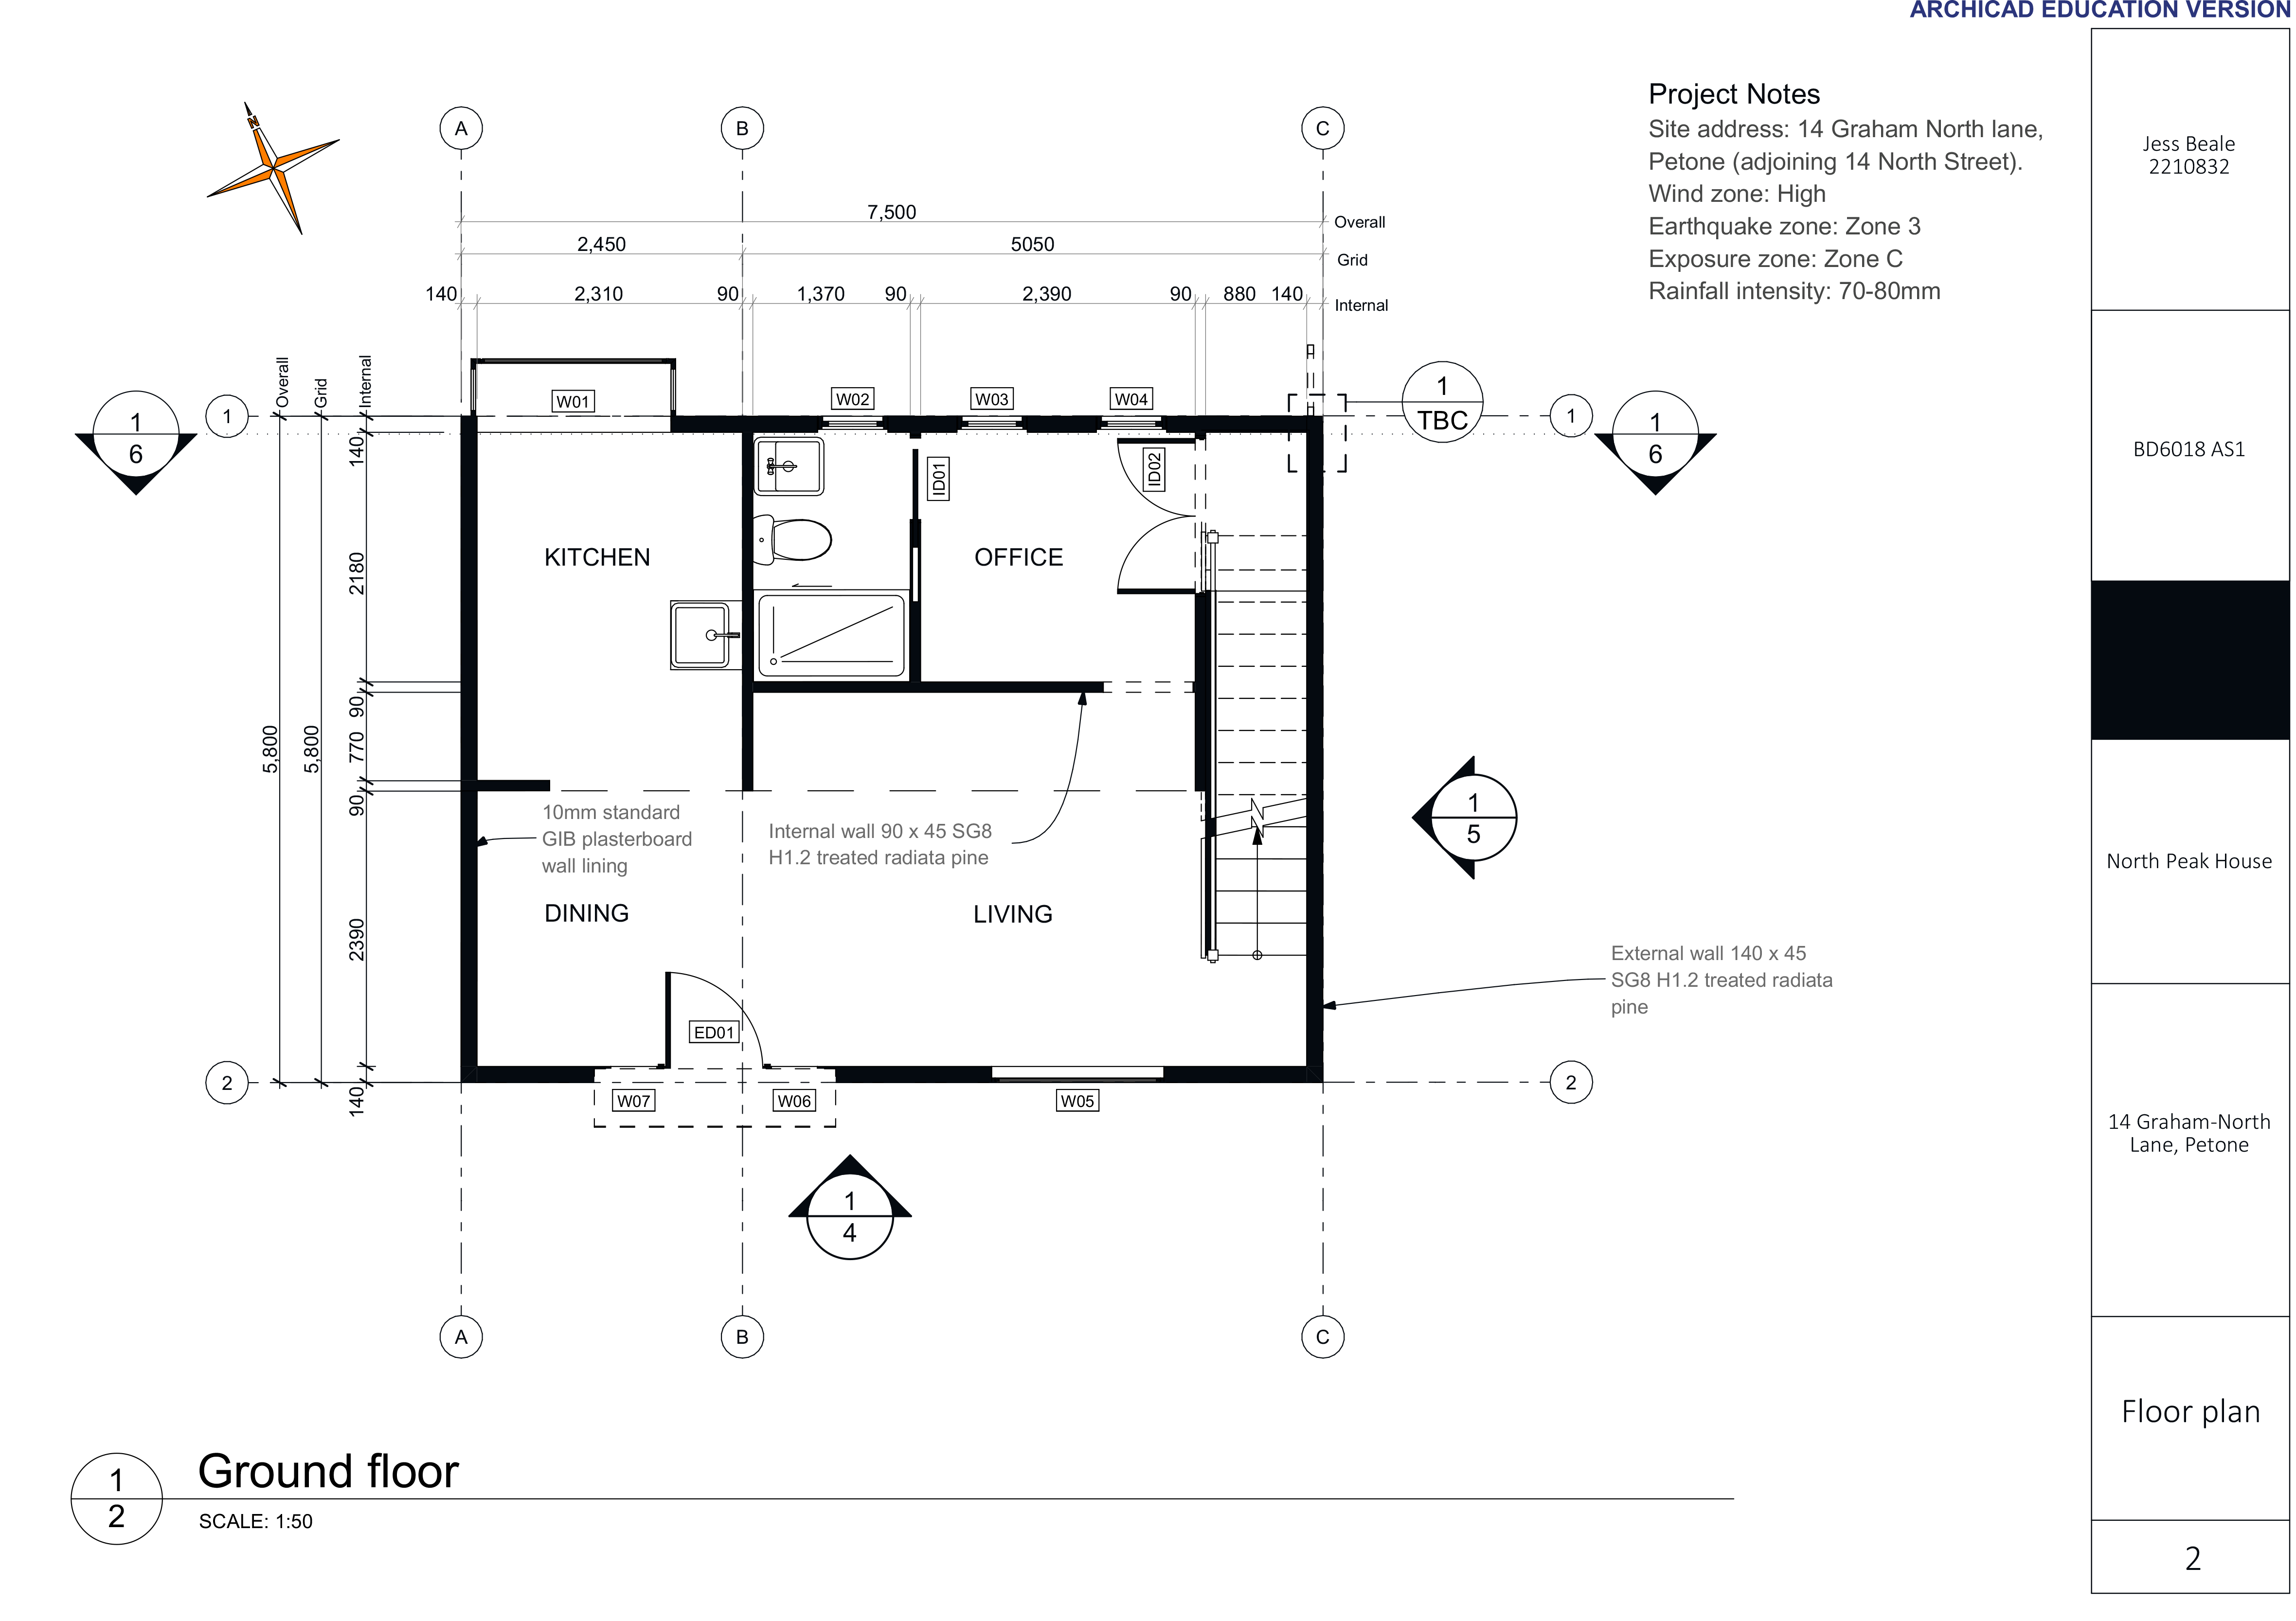 ARCHICAD EDUCATION VERSION
Project Notes
Site address: 14 Graham North lane,
Petone (adjoining 14 North Street).
Wind zone: High
Earthquake zone: Zone 3
Exposure zone: Zone C
Rainfall intensity: 70-80mm
Jess Beale
2210832
BD6018 AS1
North Peak House
14 Graham-North
Lane, Petone
Floor plan
2
N
A
B
C
7,500
Overall
2,450
5050
Grid
140
2,310
90
1,370
90
2,390
90
880
140
Internal
Overall
Grid
Internal
1
6
1
W01
W02
W03
W04
1
TBC
1
1
6
140
ID01
ID02
2180
KITCHEN
OFFICE
90
5,800
5,800
770
90
10mm standard
GIB plasterboard
wall lining
Internal wall 90 x 45 SG8
H1.2 treated radiata pine
1
5
2390
DINING
LIVING
External wall 140 x 45
SG8 H1.2 treated radiata
pine
ED01
2
140
W07
W06
W05
2
1
4
A
B
C
1
2
Ground floor
SCALE: 1:50